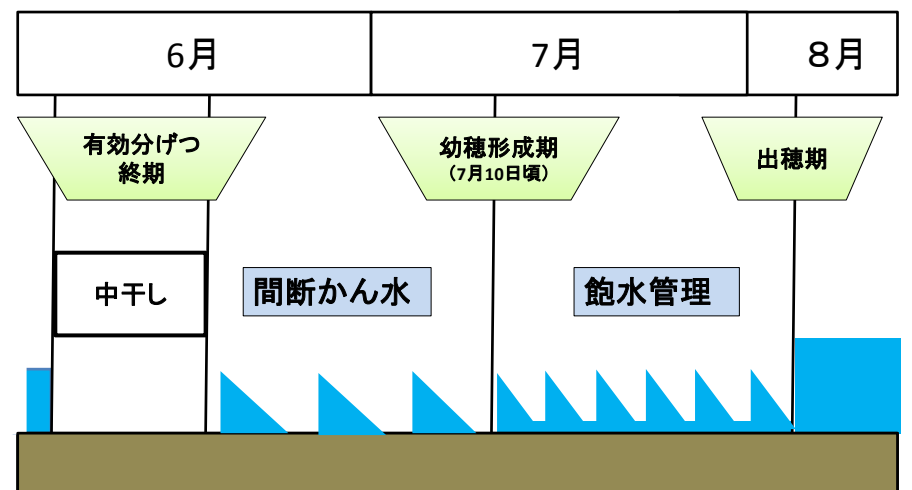 6月
7月
８月
有効分げつ
終期
幼穂形成期
（7月10日頃）
出穂期
中干し
間断かん水
飽水管理